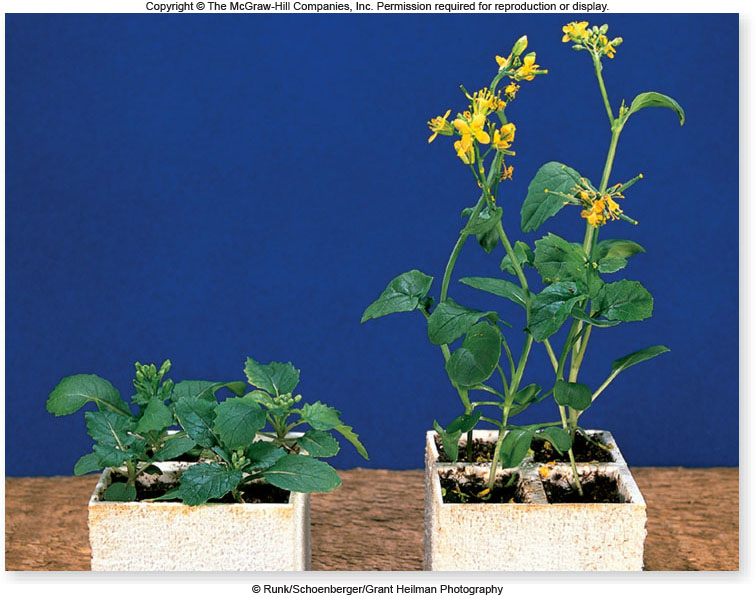 Copyright © The McGraw-Hill Companies, Inc. Permission required for reproduction or display.
© Runk/Schoenberger/Grant Heilman Photography